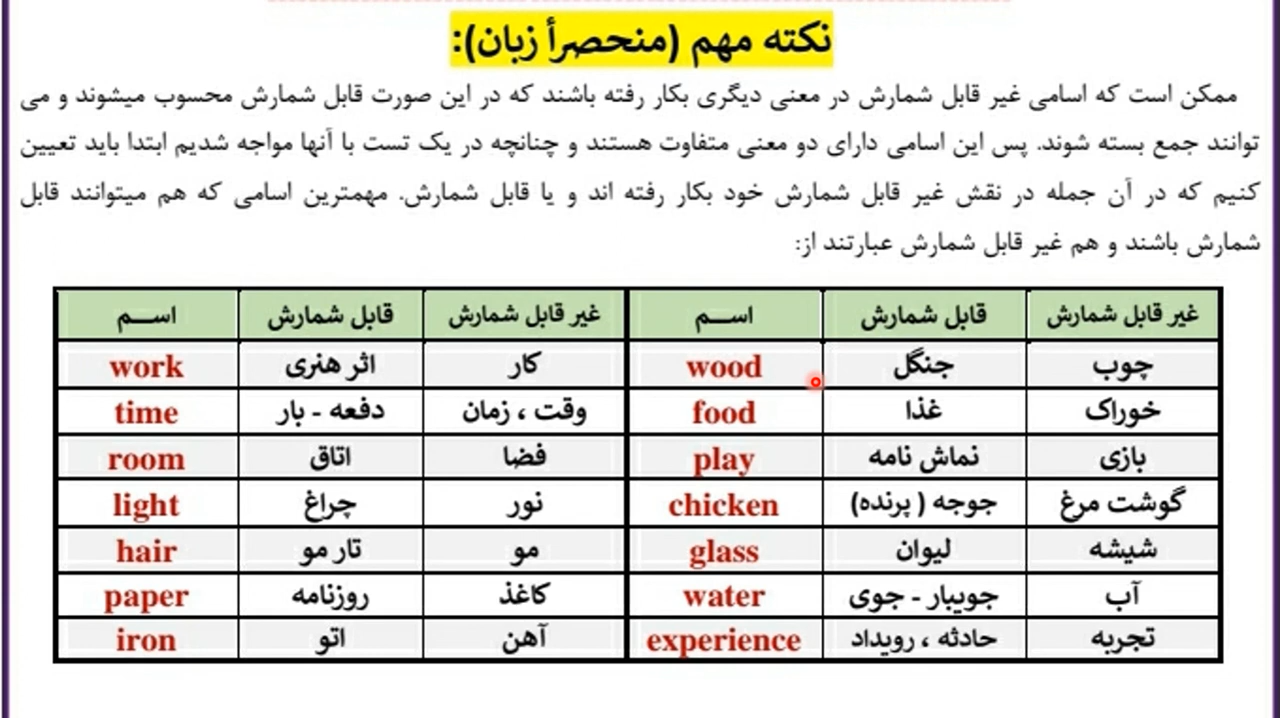 نکته مهم (منحصرأ زبان):
ممکن است که اسامی غیر قابل شمارش در معنی دیگری بکار رفته باشند که در این صورت قابل شمارش محسوب میشوند و می
توانند جمع بسته شوند. پس این اسامی دارای دو معنی متفاوت هستند و چنانچه در یک تست با آنها مواجه شدیم ابتدا باید تعیین
کنیم که در آن جمله در نقش غیر قابل شمارش خود بکار رفته اند و یا قابل شمارش. مهمترین اسامی که هم میتوانند قابل
شمارش باشند و هم غیر قابل شمارش عبارتند از:
غیر قابل شمارش قابل شمارش اســم غیر قابل شمارش قابل شمارش اســم
چوب جنگل wood کار اثر هنری work
خوراک غذا food وقت ، زمان دفعه - بار time
بازی نماش نامه play فضا اتاق room
گوشت مرغ جوجه ( پرنده) chicken نور چراغ light
شیشه لیوان glass مو تار مو hair
آب جویبار - جوی water کاغذ روزنامه paper
تجربه حادثه ، رویداد experience آهن اتو iron